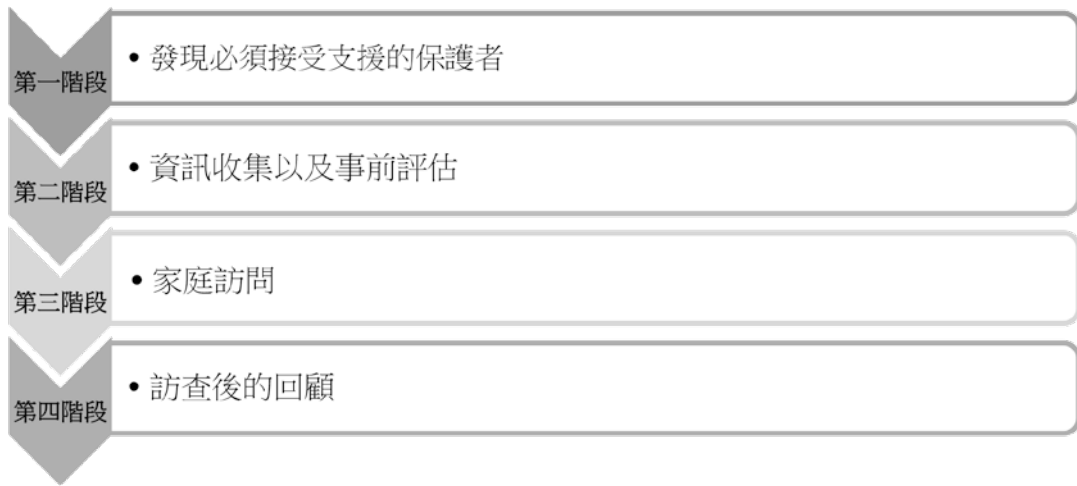 第一階段
• 發現必須接受支援的保護者
第二階段
• 資訊收集以及事前評估
第三階段
• 家庭訪問
第四階段
• 訪查後的回顧